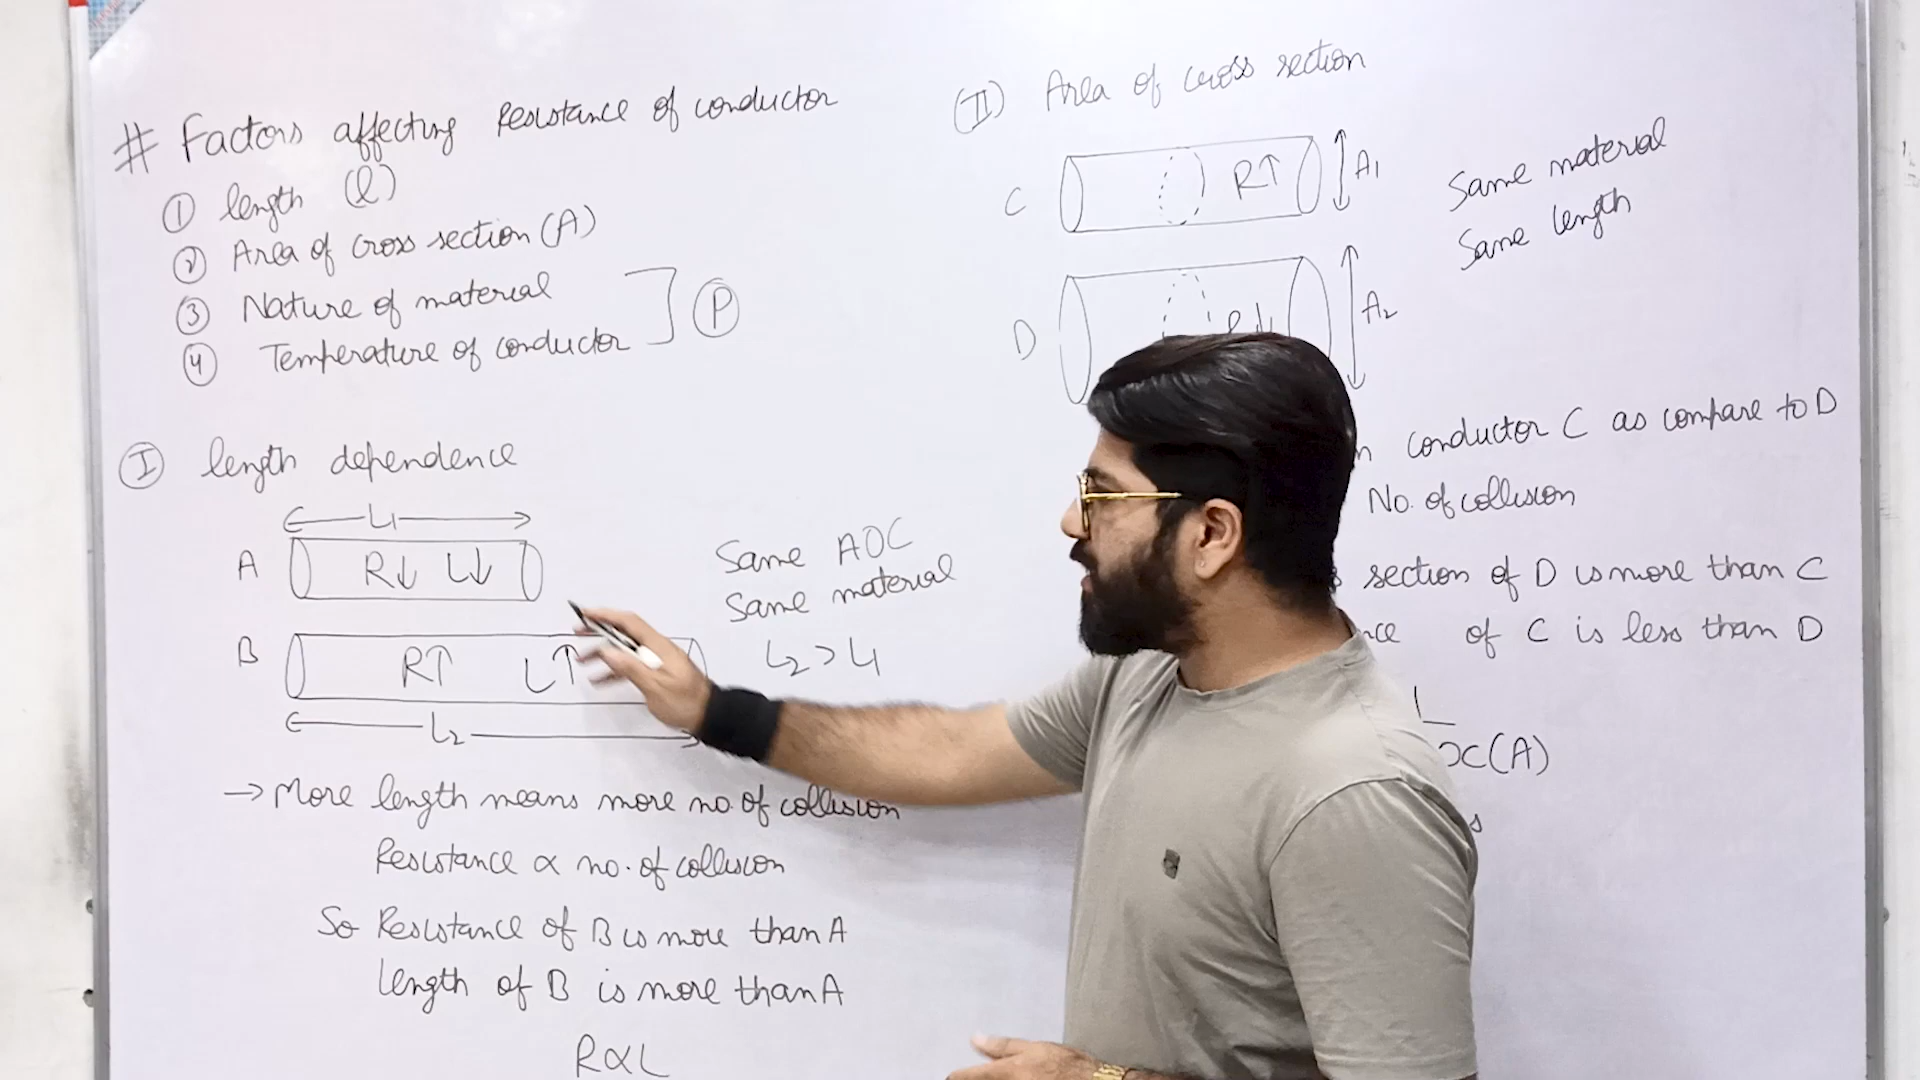 # Factors affecting Resistance of conductor
① length (l)
② Area of cross section (A)
③ Nature of material
④ Temperature of conductor
ρ
Ⓘ length dependence
L1
A R↓ L↓
B R↑ L↑
L2
Same AOC
Same material
L2 > L1
→ More length means more no. of collision
Resistance ∝ no. of collision
So Resistance of B is more than A
Length of B is more than A
R∝L
(II) Area of cross section
C R↑ A1
D R↓ A2
Same material
Same length
conductor C as compare to D
No. of collision
section of D is more than C
of C is less than D
(A)